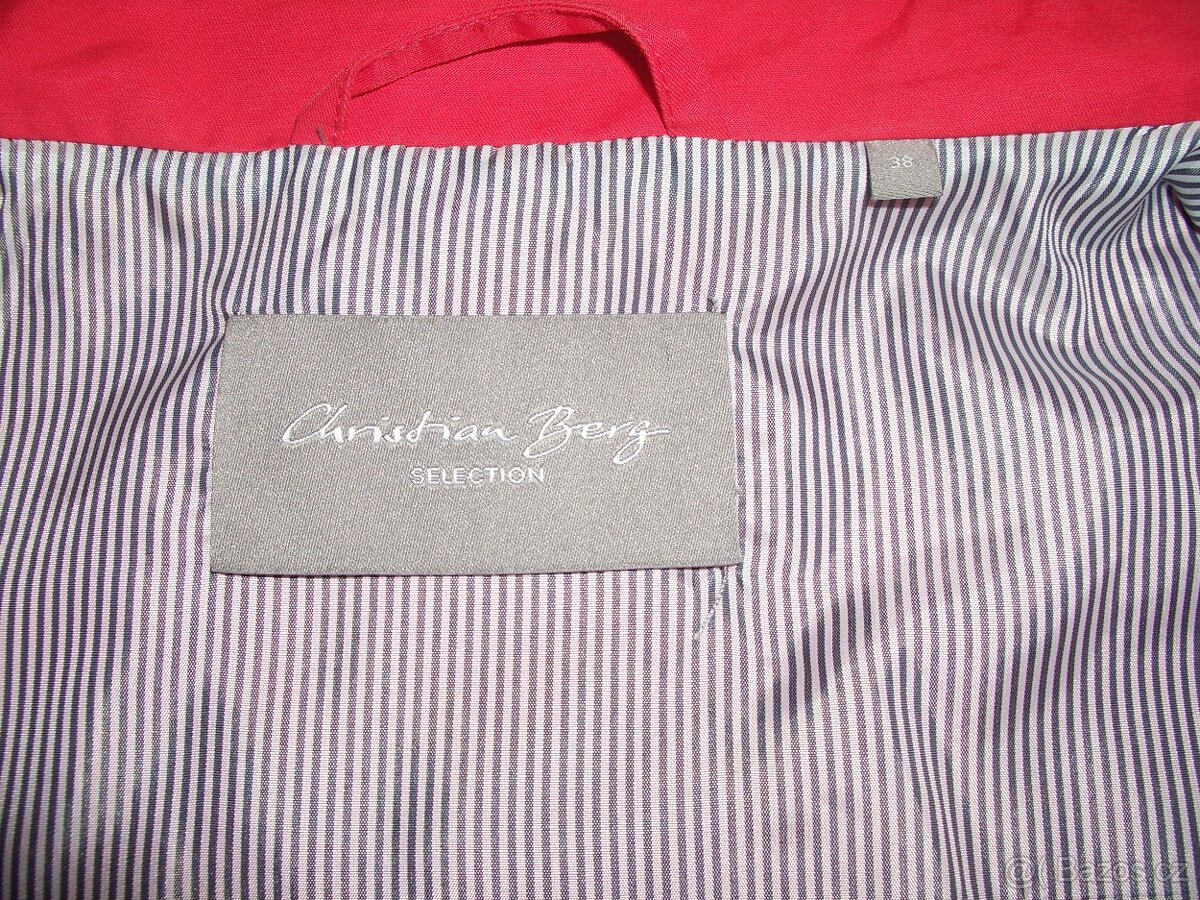 38
Christian Berg
SELECTION
@Bazos.cz